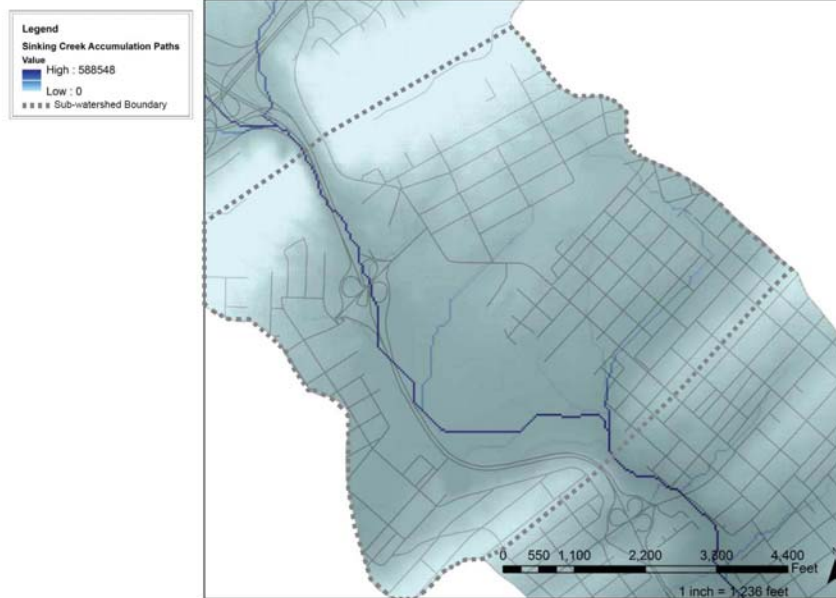 Legend
Sinking Creek Accumulation Paths
Value
High : 588548
Low : 0
Sub-watershed Boundary
0 550 1,100 2,200 3,300 4,400
Feet
1 inch = 1,236 feet